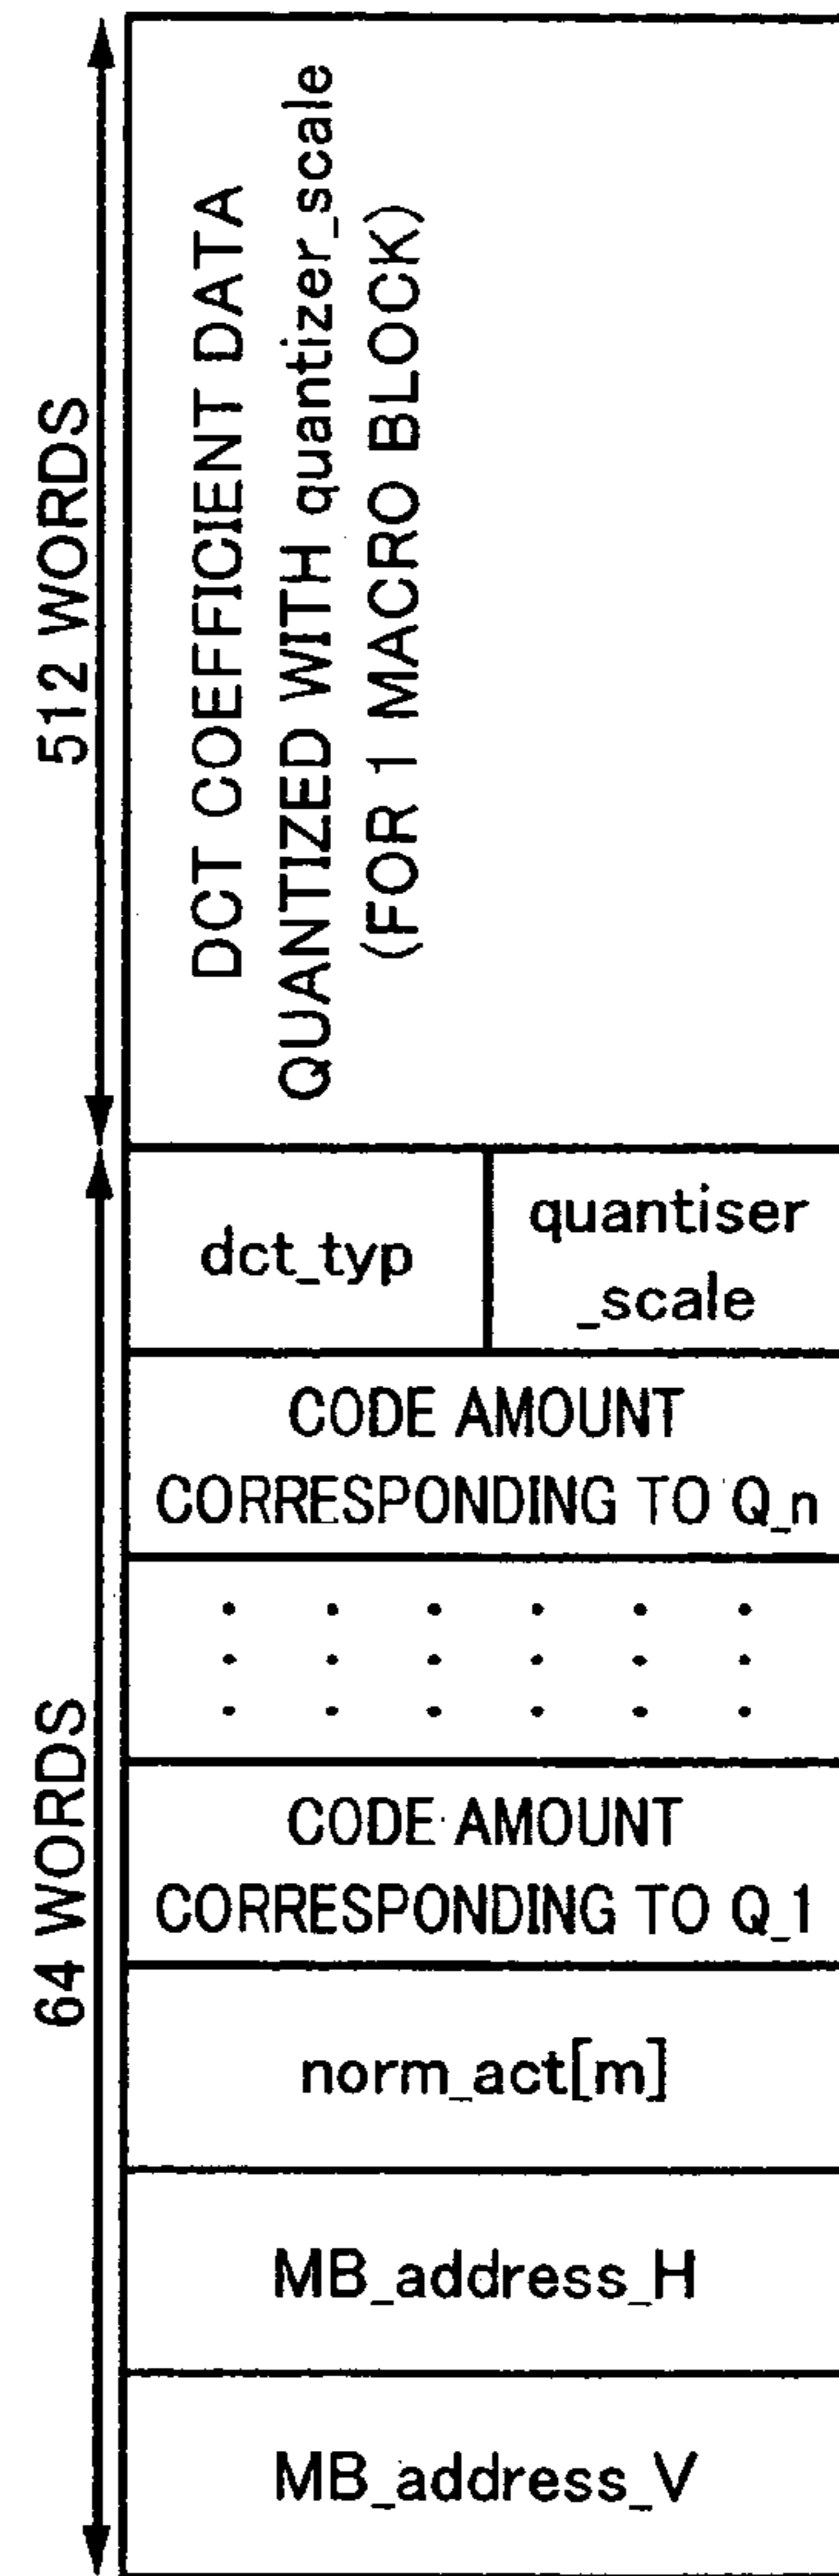 512 WORDS
DCT COEFFICIENT DATA
QUANTIZED WITH quantizer_scale
(FOR 1 MACRO BLOCK)
64 WORDS
dct_typ
quantiser
_scale
CODE AMOUNT
CORRESPONDING TO Q_n
CODE AMOUNT
CORRESPONDING TO Q_1
norm_act[m]
MB_address_H
MB_address_V